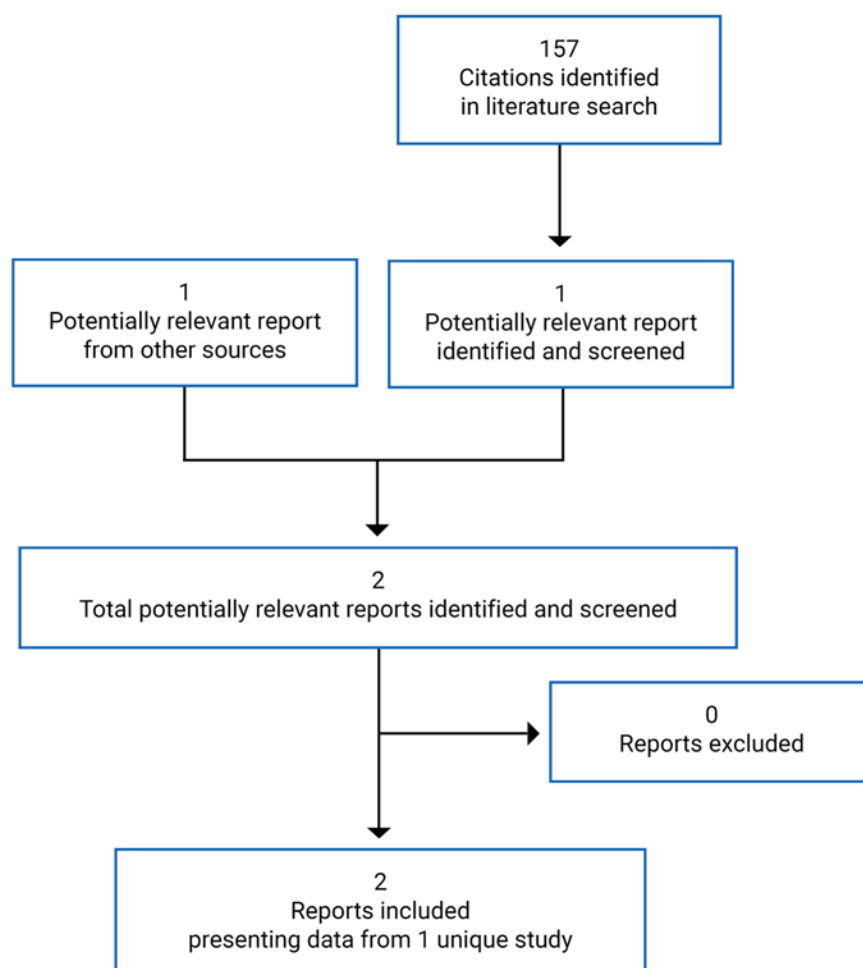 157
Citations identified
in literature search
1
Potentially relevant report
from other sources
1
Potentially relevant report
identified and screened
2
Total potentially relevant reports identified and screened
0
Reports excluded
2
Reports included
presenting data from 1 unique study